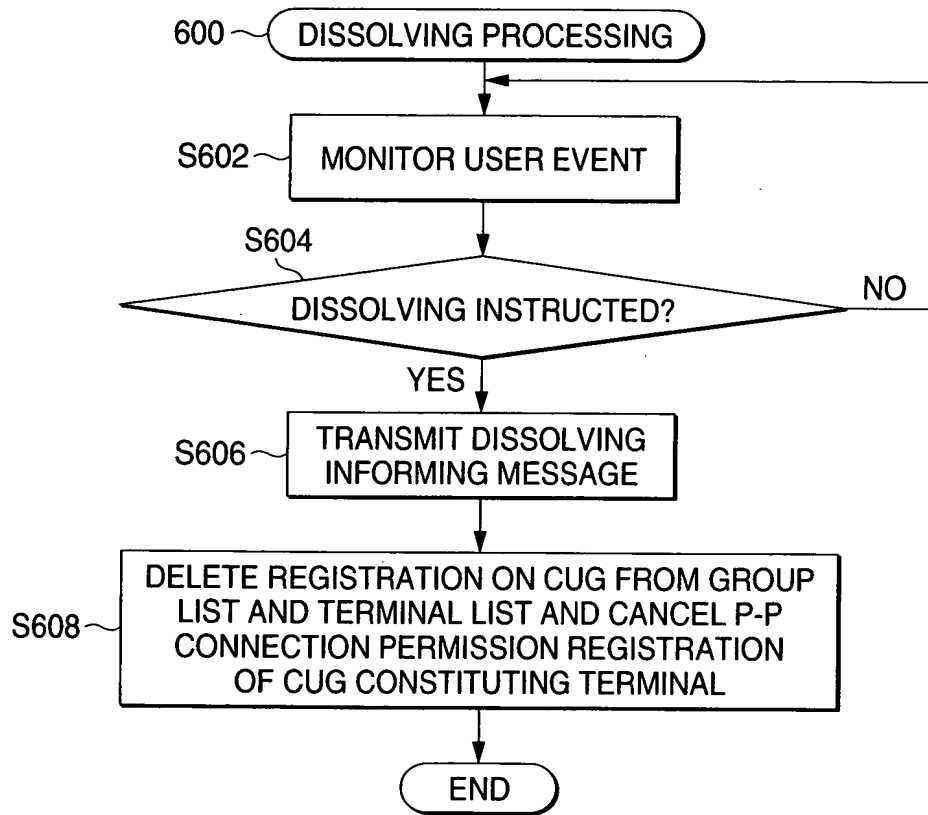 600
DISSOLVING PROCESSING
S602
MONITOR USER EVENT
S604
DISSOLVING INSTRUCTED?
NO
YES
S606
TRANSMIT DISSOLVING
INFORMING MESSAGE
S608
DELETE REGISTRATION ON CUG FROM GROUP
LIST AND TERMINAL LIST AND CANCEL P-P
CONNECTION PERMISSION REGISTRATION
OF CUG CONSTITUTING TERMINAL
END